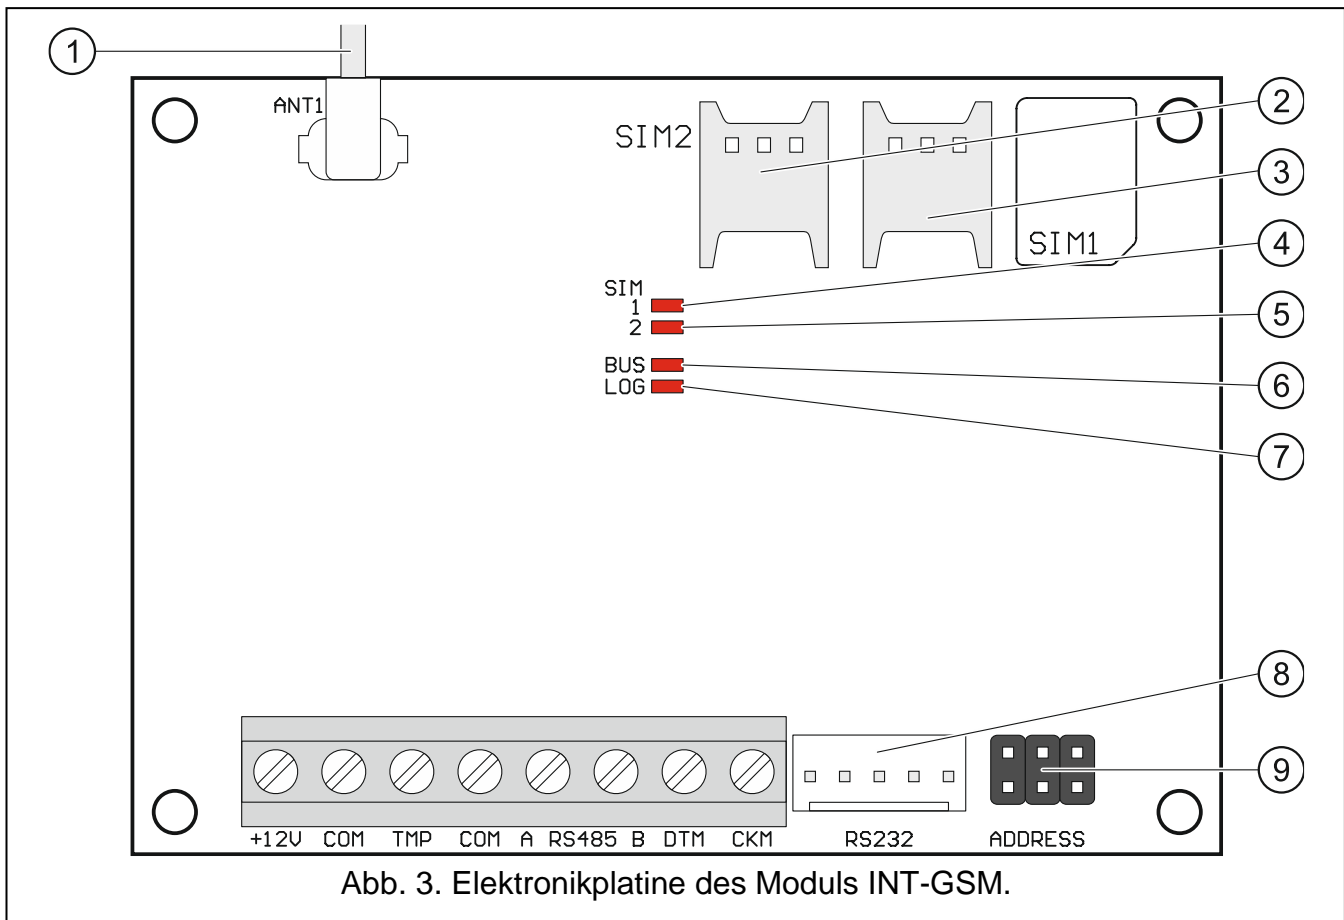 1
ANT1
SIM2
2
3
SIM1
4
SIM
1
2
5
BUS
6
LOG
7
8
9
+12V COM TMP COM A RS485 B DTM CKM RS232 ADDRESS
Abb. 3. Elektronikplatine des Moduls INT-GSM.